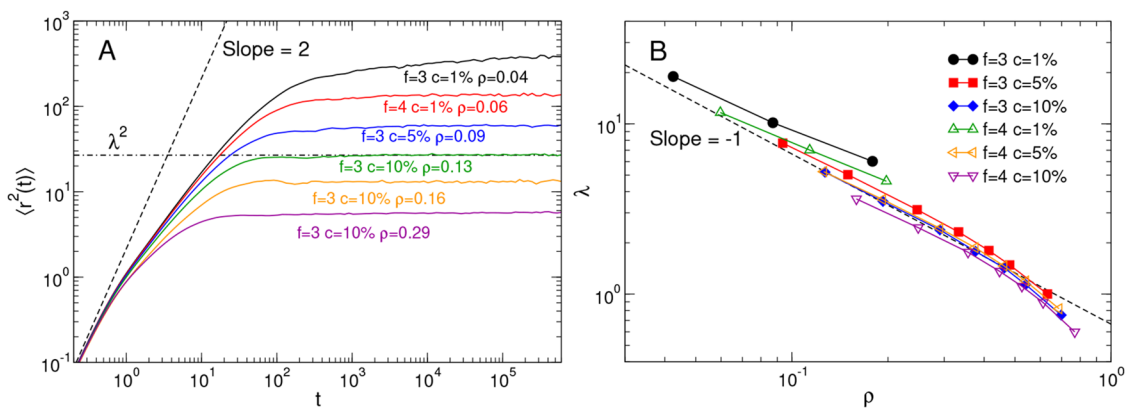 A
Slope = 2
10³
10²
10¹
10⁰
10⁻¹
⟨r²(t)⟩
λ²
f=3 c=1% ρ=0.04
f=4 c=1% ρ=0.06
f=3 c=5% ρ=0.09
f=3 c=10% ρ=0.13
f=3 c=10% ρ=0.16
f=3 c=10% ρ=0.29
10⁰ 10¹ 10² 10³ 10⁴ 10⁵
t
B
f=3 c=1%
f=3 c=5%
f=3 c=10%
f=4 c=1%
f=4 c=5%
f=4 c=10%
Slope = -1
10¹
10⁰
λ
10⁻¹ 10⁰
ρ